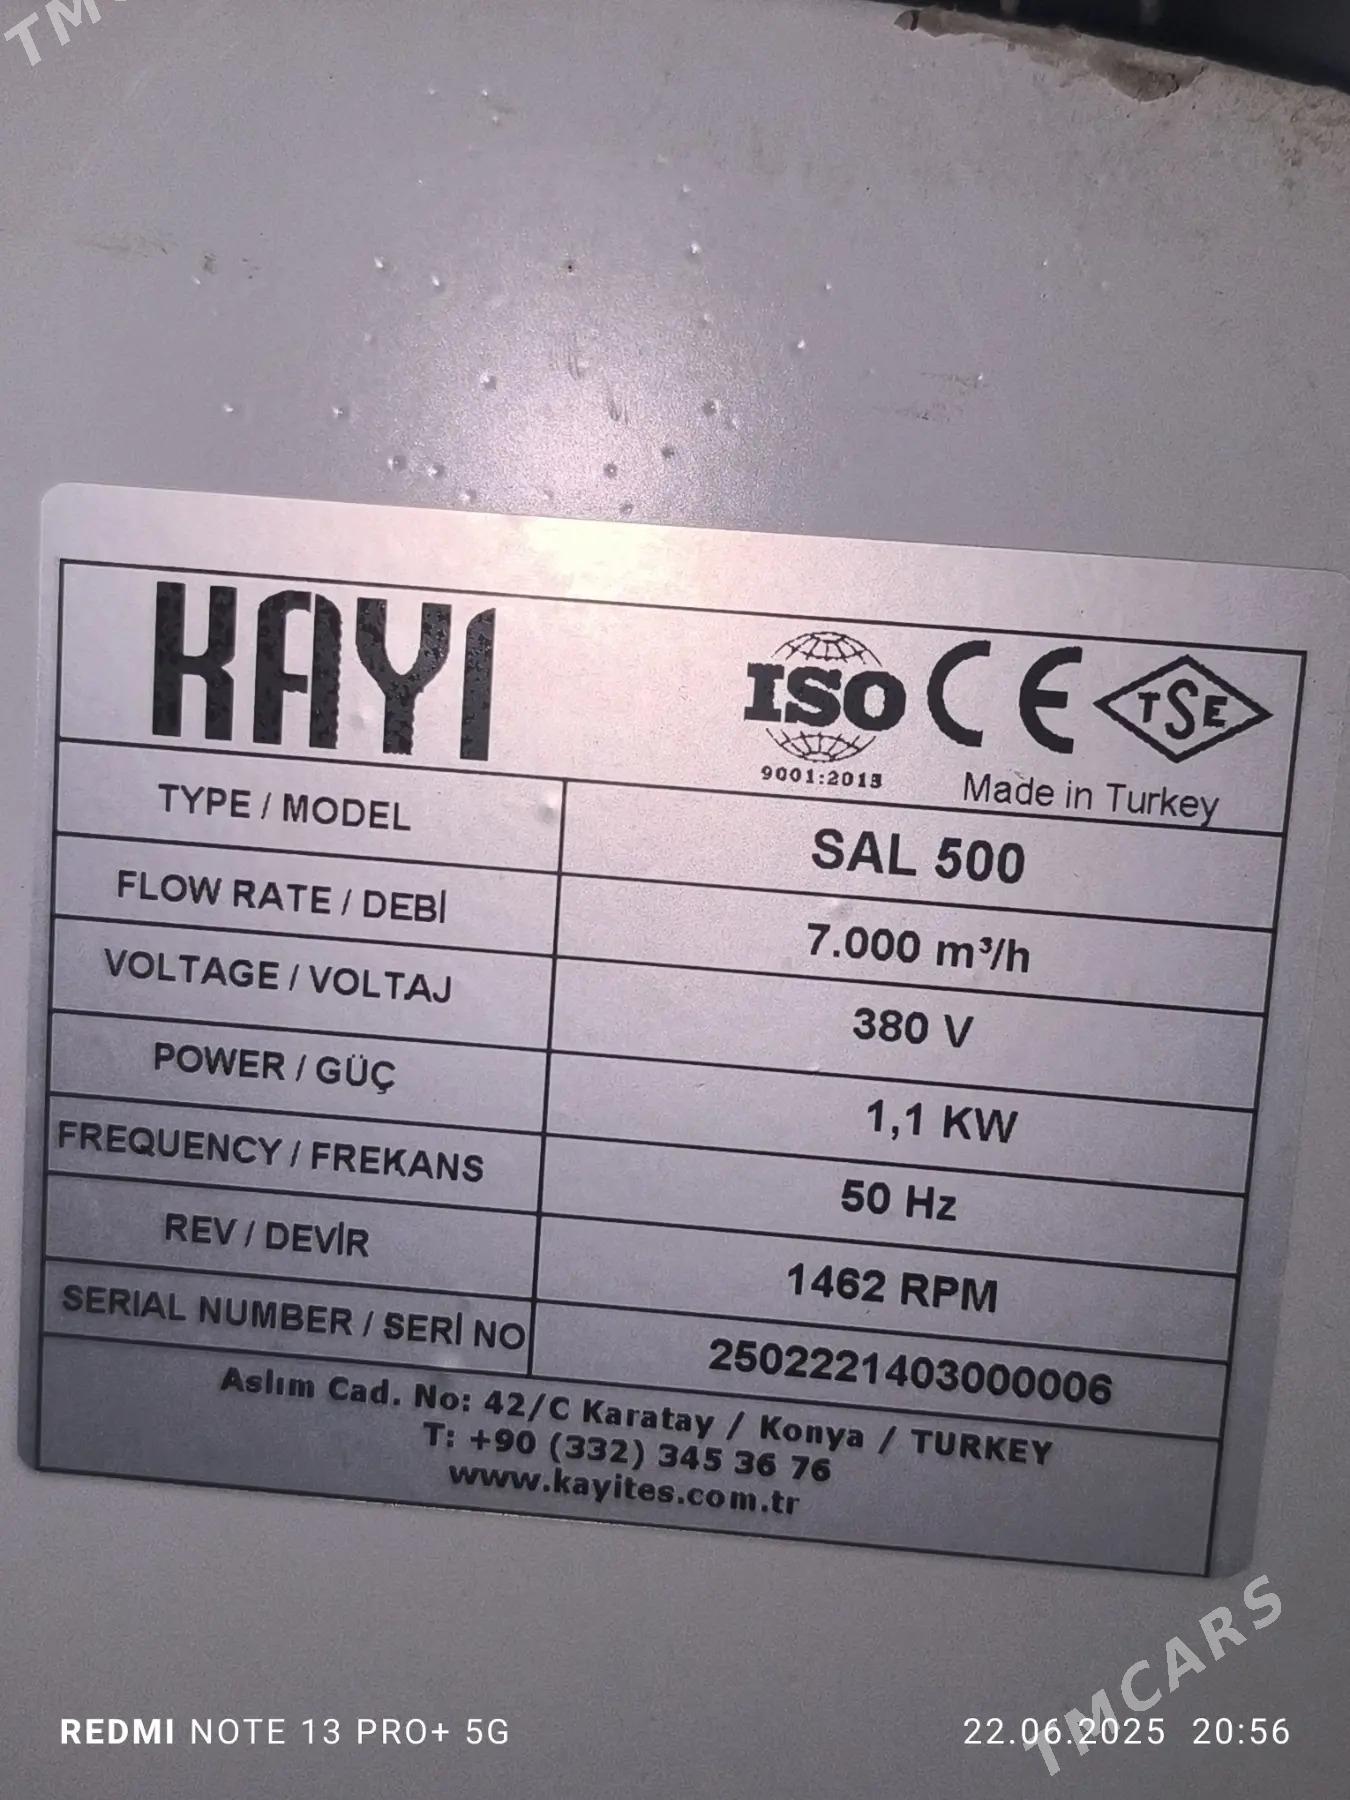 KAYI
ISO CE TSE
9001:2015
Made in Turkey
TYPE / MODEL SAL 500
FLOW RATE / DEBİ 7.000 m³/h
VOLTAGE / VOLTAJ 380 V
POWER / GÜÇ 1,1 KW
FREQUENCY / FREKANS 50 Hz
REV / DEVİR 1462 RPM
SERIAL NUMBER / SERİ NO 2502221403000006
Aslım Cad. No: 42/C Karatay / Konya / TURKEY
T: +90 (332) 345 36 76
www.kayites.com.tr
TMCARS
REDMI NOTE 13 PRO+ 5G
22.06.2025 20:56